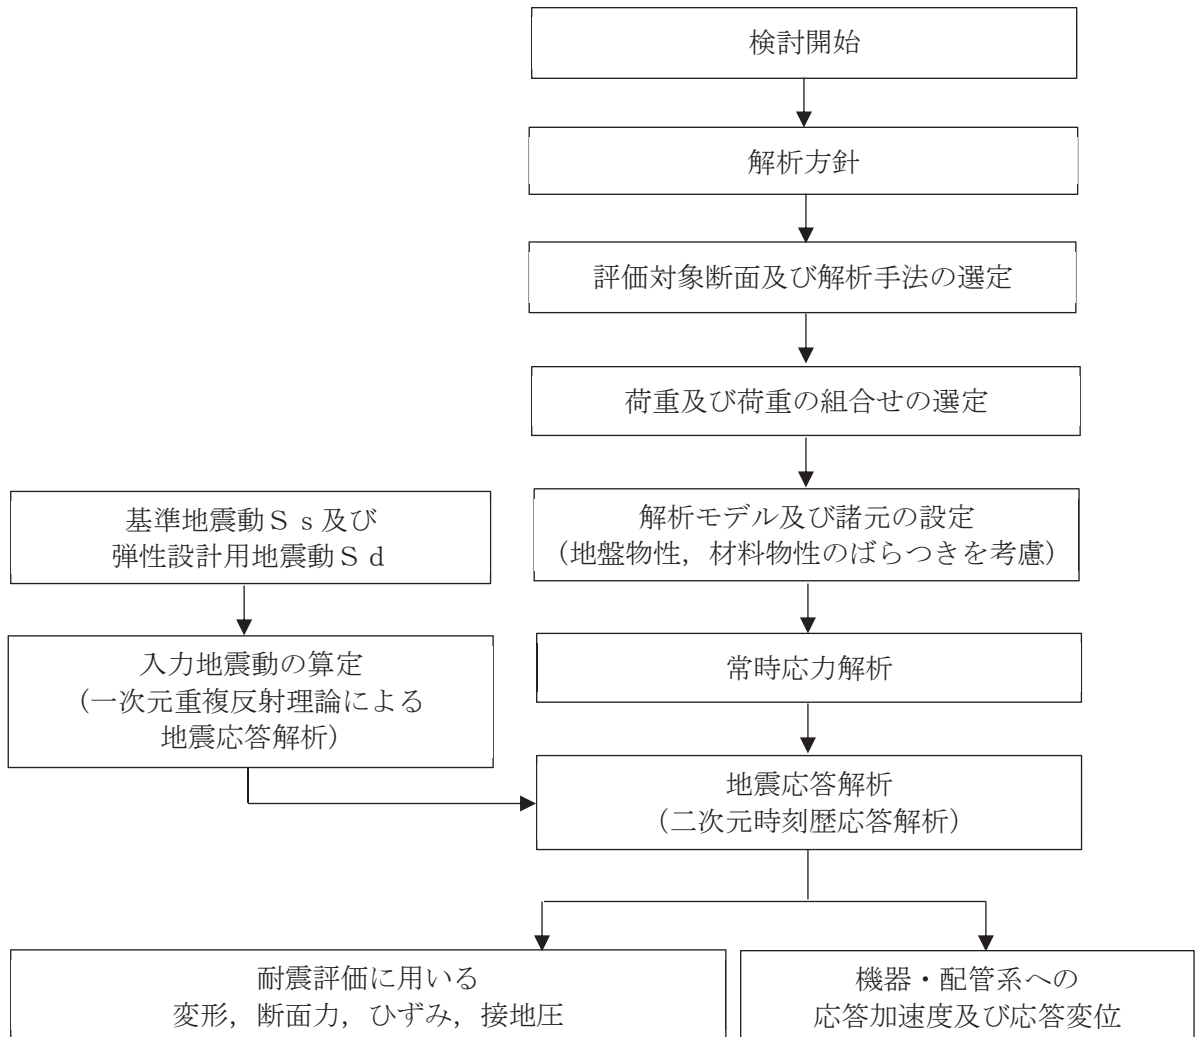 検討開始
解析方針
評価対象断面及び解析手法の選定
荷重及び荷重の組合せの選定
基準地震動Ｓｓ及び
弾性設計用地震動Ｓｄ
解析モデル及び諸元の設定
（地盤物性，材料物性のばらつきを考慮）
入力地震動の算定
（一次元重複反射理論による
地震応答解析）
常時応力解析
地震応答解析
（二次元時刻歴応答解析）
耐震評価に用いる
変形，断面力，ひずみ，接地圧
機器・配管系への
応答加速度及び応答変位